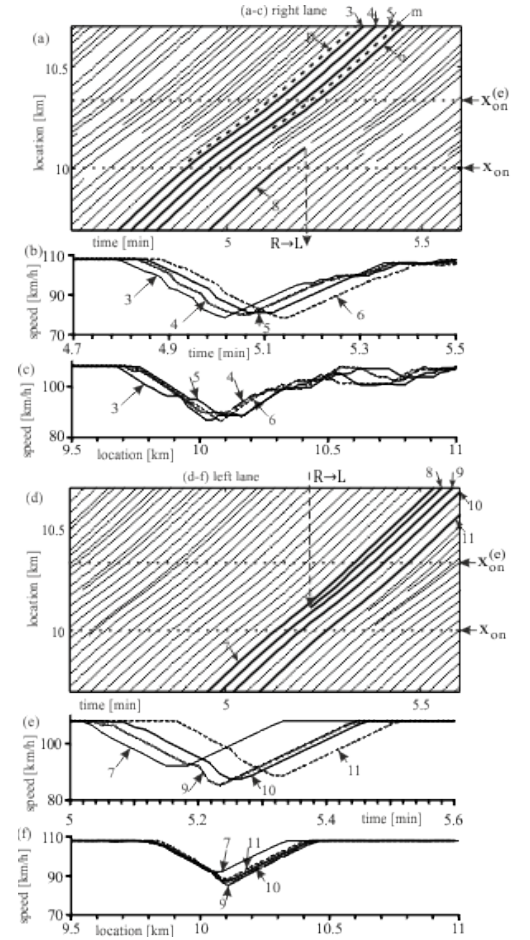 (a-c) right lane
3 4 5 m
(a)
p
o
10.5
x_on^(e)
location [km]
10
x_on
8
time [min] 5 R→L 5.5
(b)
110
speed [km/h]
90
3
4
5
6
70
4.7 4.9 5.1 5.3 5.5
time [min]
(c)
100
3
5
4
6
speed [km/h]
80
9.5 10 10.5 11
location [km]
(d-f) left lane R→L 8 9
(d)
10
11
10.5
x_on^(e)
location [km]
10
x_on
7
time [min] 5 5.5
(e)
100
speed [km/h]
7
9
10
11
80
5 5.2 5.4 time [min] 5.6
(f)
110
7 11
90
9
10
speed [km/h]
70
9.5 10 10.5 11
location [km]